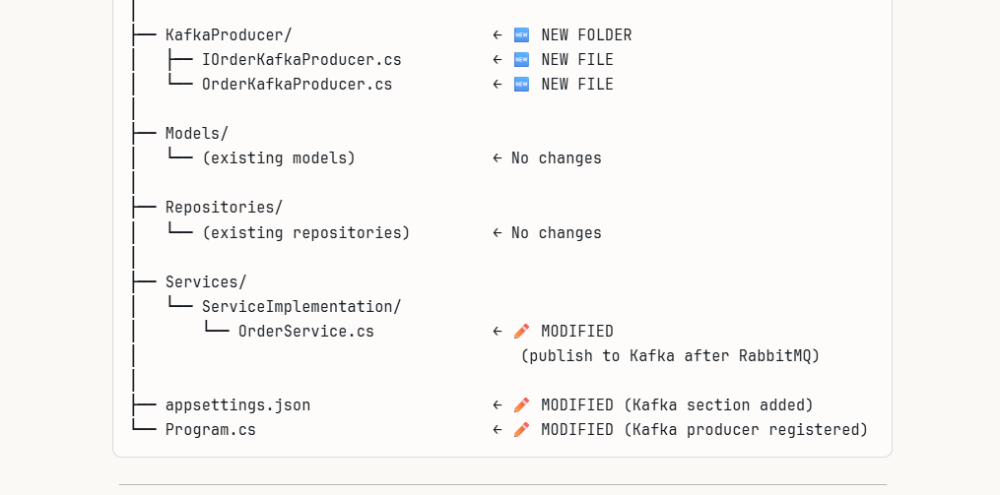 │
├── KafkaProducer/ ← 🆕 NEW FOLDER
│   ├── IOrderKafkaProducer.cs ← 🆕 NEW FILE
│   └── OrderKafkaProducer.cs ← 🆕 NEW FILE
│
├── Models/
│   └── (existing models) ← No changes
│
├── Repositories/
│   └── (existing repositories) ← No changes
│
├── Services/
│   └── ServiceImplementation/
│       └── OrderService.cs ← ✏️ MODIFIED
│ (publish to Kafka after RabbitMQ)
│
├── appsettings.json ← ✏️ MODIFIED (Kafka section added)
└── Program.cs ← ✏️ MODIFIED (Kafka producer registered)